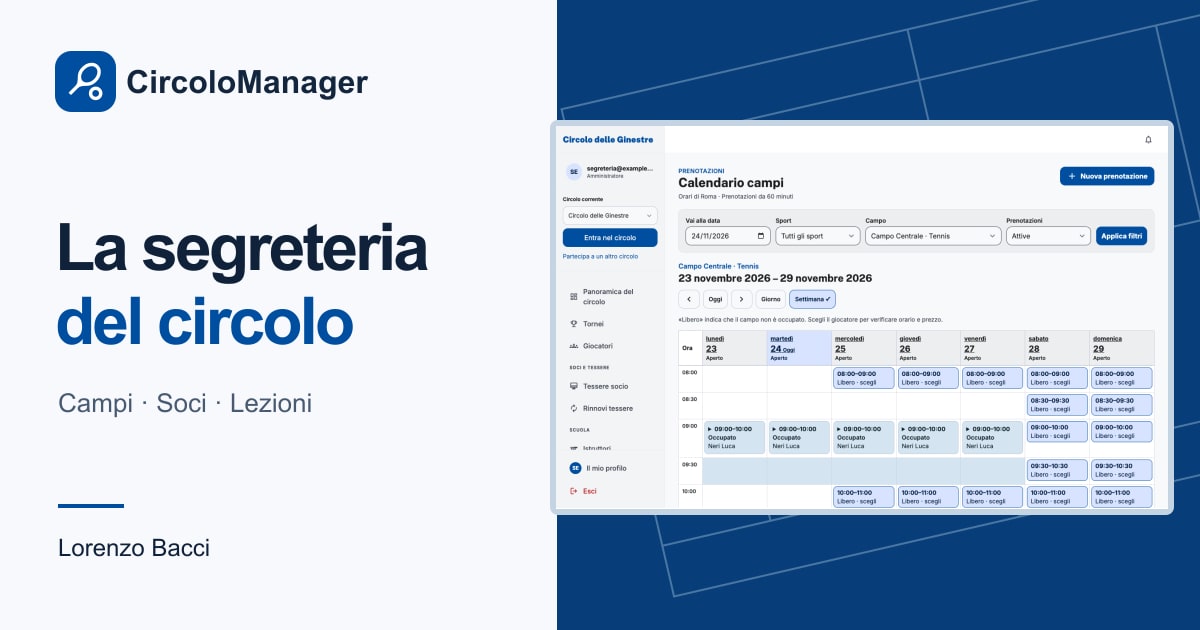 CircoloManager
La segreteria
del circolo
Campi · Soci · Lezioni
Lorenzo Bacci
Circolo delle Ginestre
SE
segreteria@example...
Amministratore
Circolo corrente
Circolo delle Ginestre
Entra nel circolo
Partecipa a un altro circolo
Panoramica del
circolo
Tornei
Giocatori
SOCI E TESSERE
Tessere socio
Rinnovi tessere
SCUOLA
Istruttori
SE Il mio profilo
Esci
PRENOTAZIONI
Calendario campi
Orari di Roma · Prenotazioni da 60 minuti
+ Nuova prenotazione
Vai alla data Sport Campo Prenotazioni
24/11/2026 Tutti gli sport Campo Centrale · Tennis Attive Applica filtri
Campo Centrale · Tennis
23 novembre 2026 – 29 novembre 2026
Oggi Giorno Settimana ✓
«Libero» indica che il campo non è occupato. Scegli il giocatore per verificare orario e prezzo.
Ora lunedì martedì mercoledì giovedì venerdì sabato domenica
23 24 Oggi 25 26 27 28 29
Aperto Aperto Aperto Aperto Aperto Aperto Aperto
08:00 08:00–09:00 08:00–09:00 08:00–09:00 08:00–09:00 08:00–09:00
Libero · scegli Libero · scegli Libero · scegli Libero · scegli Libero · scegli
08:30 08:30–09:30 08:30–09:30
Libero · scegli Libero · scegli
09:00 09:00–10:00 09:00–10:00 09:00–10:00 09:00–10:00 09:00–10:00 09:00–10:00 09:00–10:00
Occupato Occupato Occupato Occupato Occupato Libero · scegli Libero · scegli
Neri Luca Neri Luca Neri Luca Neri Luca Neri Luca
09:30 09:30–10:30 09:30–10:30
Libero · scegli Libero · scegli
10:00 10:00–11:00 10:00–11:00 10:00–11:00 10:00–11:00 10:00–11:00
Libero · scegli Libero · scegli Libero · scegli Libero · scegli Libero · scegli